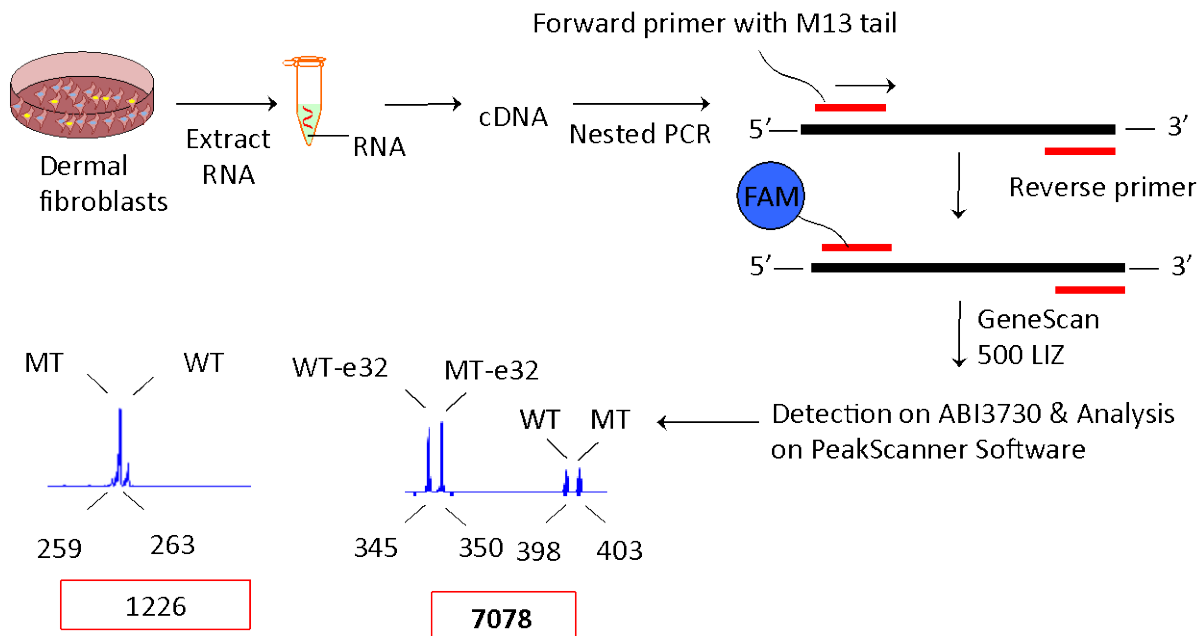 Forward primer with M13 tail
Extract
RNA
RNA
cDNA
Nested PCR
5’
3’
Dermal
fibroblasts
Reverse primer
FAM
5’
3’
GeneScan
500 LIZ
Detection on ABI3730 & Analysis
on PeakScanner Software
MT
WT
259
263
1226
WT-e32
MT-e32
WT
MT
345
350
398
403
7078